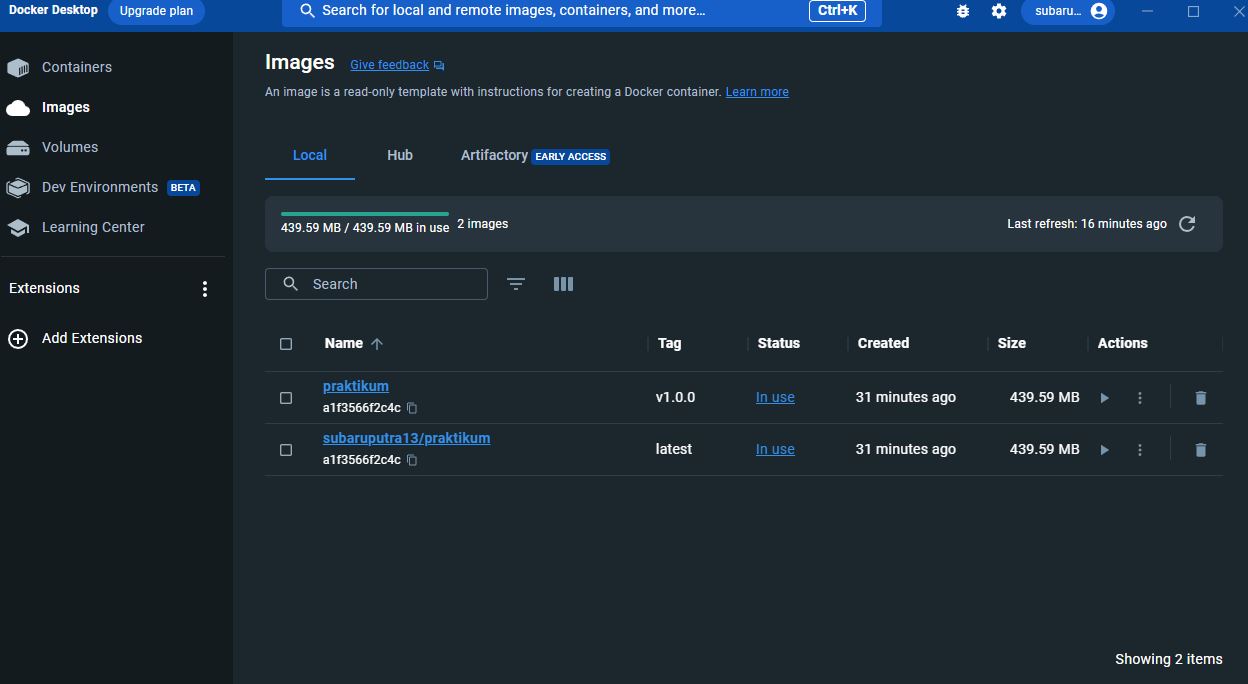 Docker Desktop Upgrade plan Search for local and remote images, containers, and more... Ctrl+K subaru...
Containers
Images
Volumes
Dev Environments BETA
Learning Center
Extensions
Add Extensions
Images Give feedback
An image is a read-only template with instructions for creating a Docker container. Learn more
Local Hub Artifactory EARLY ACCESS
439.59 MB / 439.59 MB in use 2 images Last refresh: 16 minutes ago
Search
Name Tag Status Created Size Actions
praktikum v1.0.0 In use 31 minutes ago 439.59 MB
a1f3566f2c4c
subaruputra13/praktikum latest In use 31 minutes ago 439.59 MB
a1f3566f2c4c
Showing 2 items